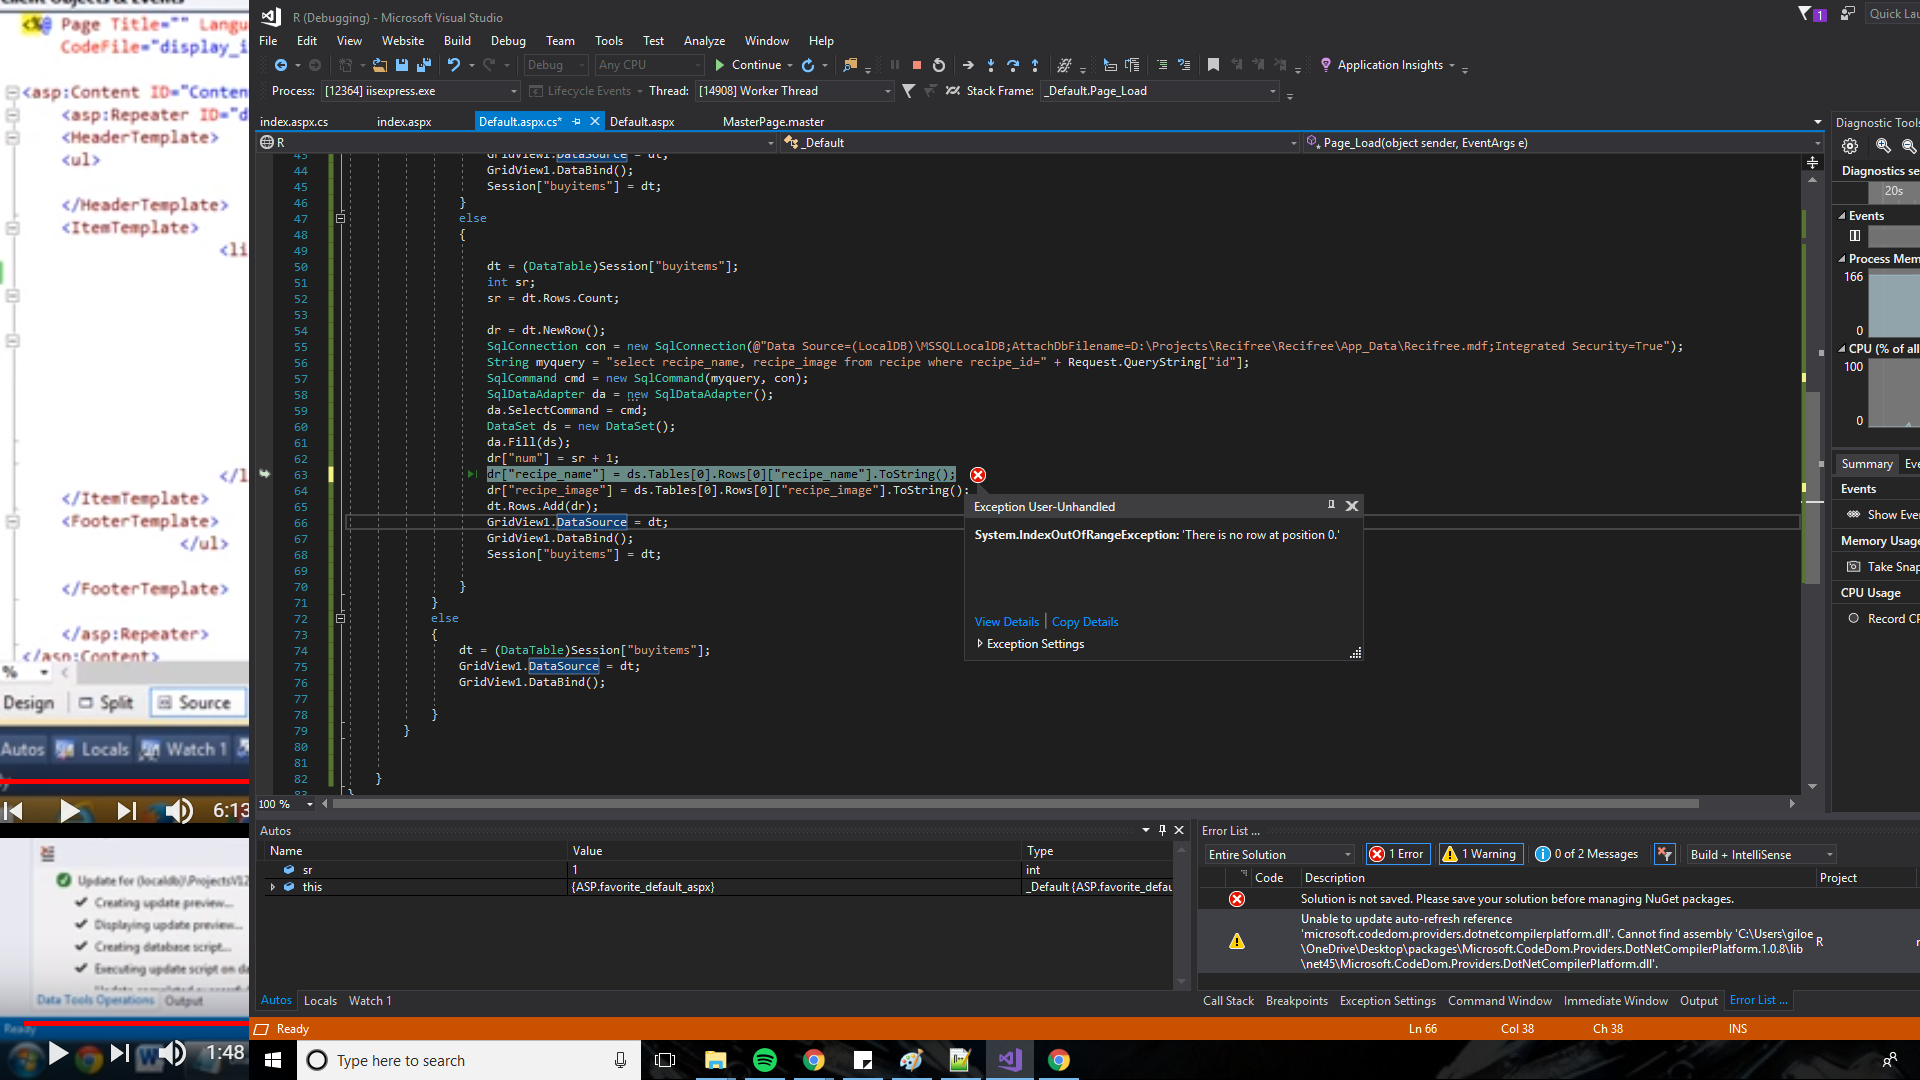 Client Objects & Events
<%@ Page Title="" Langu
CodeFile="display_i
<asp:Content ID="Conten
<asp:Repeater ID="d
<HeaderTemplate>
<ul>
</HeaderTemplate>
<ItemTemplate>
<li
</l
</ItemTemplate>
<FooterTemplate>
</ul>
</FooterTemplate>
</asp:Repeater>
</asp:Content>
%
Design Split Source
Autos Locals Watch 1
6:13
Update for (localdb)\ProjectsV12
Creating update preview...
Displaying update preview...
Creating database script...
Executing update script on da
Data Tools Operations Output
Ready
1:48
R (Debugging) - Microsoft Visual Studio
1 Quick Lau
File Edit View Website Build Debug Team Tools Test Analyze Window Help
Debug Any CPU Continue Application Insights
Process: [12364] iisexpress.exe Lifecycle Events Thread: [14908] Worker Thread Stack Frame: _Default.Page_Load
index.aspx.cs index.aspx Default.aspx.cs* Default.aspx MasterPage.master
R _Default Page_Load(object sender, EventArgs e)
43 GridView1.DataSource = dt;
44 GridView1.DataBind();
45 Session["buyitems"] = dt;
46 }
47 else
48 {
49
50 dt = (DataTable)Session["buyitems"];
51 int sr;
52 sr = dt.Rows.Count;
53
54 dr = dt.NewRow();
55 SqlConnection con = new SqlConnection(@"Data Source=(LocalDB)\MSSQLLocalDB;AttachDbFilename=D:\Projects\Recifree\Recifree\App_Data\Recifree.mdf;Integrated Security=True");
56 String myquery = "select recipe_name, recipe_image from recipe where recipe_id=" + Request.QueryString["id"];
57 SqlCommand cmd = new SqlCommand(myquery, con);
58 SqlDataAdapter da = new SqlDataAdapter();
59 da.SelectCommand = cmd;
60 DataSet ds = new DataSet();
61 da.Fill(ds);
62 dr["num"] = sr + 1;
63 dr["recipe_name"] = ds.Tables[0].Rows[0]["recipe_name"].ToString();
64 dr["recipe_image"] = ds.Tables[0].Rows[0]["recipe_image"].ToString();
65 dt.Rows.Add(dr);
66 GridView1.DataSource = dt;
67 GridView1.DataBind();
68 Session["buyitems"] = dt;
69
70 }
71 }
72 else
73 {
74 dt = (DataTable)Session["buyitems"];
75 GridView1.DataSource = dt;
76 GridView1.DataBind();
77
78 }
79 }
80
81
82 }
83 }
Exception User-Unhandled
System.IndexOutOfRangeException: 'There is no row at position 0.'
View Details Copy Details
Exception Settings
100 %
Diagnostic Tools
Diagnostics se
20s
Events
Process Mem
166
0
CPU (% of all
100
0
Summary Eve
Events
Show Eve
Memory Usage
Take Snap
CPU Usage
Record CP
Autos
Name Value Type
sr 1 int
this {ASP.favorite_default_aspx} _Default {ASP.favorite_defau
Autos Locals Watch 1
Error List ...
Entire Solution 1 Error 1 Warning 0 of 2 Messages Build + IntelliSense
Code Description Project
Solution is not saved. Please save your solution before managing NuGet packages.
Unable to update auto-refresh reference
'microsoft.codedom.providers.dotnetcompilerplatform.dll'. Cannot find assembly 'C:\Users\giloe R
\OneDrive\Desktop\packages\Microsoft.CodeDom.Providers.DotNetCompilerPlatform.1.0.8\lib
\net45\Microsoft.CodeDom.Providers.DotNetCompilerPlatform.dll'.
Call Stack Breakpoints Exception Settings Command Window Immediate Window Output Error List ...
Ready Ln 66 Col 38 Ch 38 INS
Type here to search